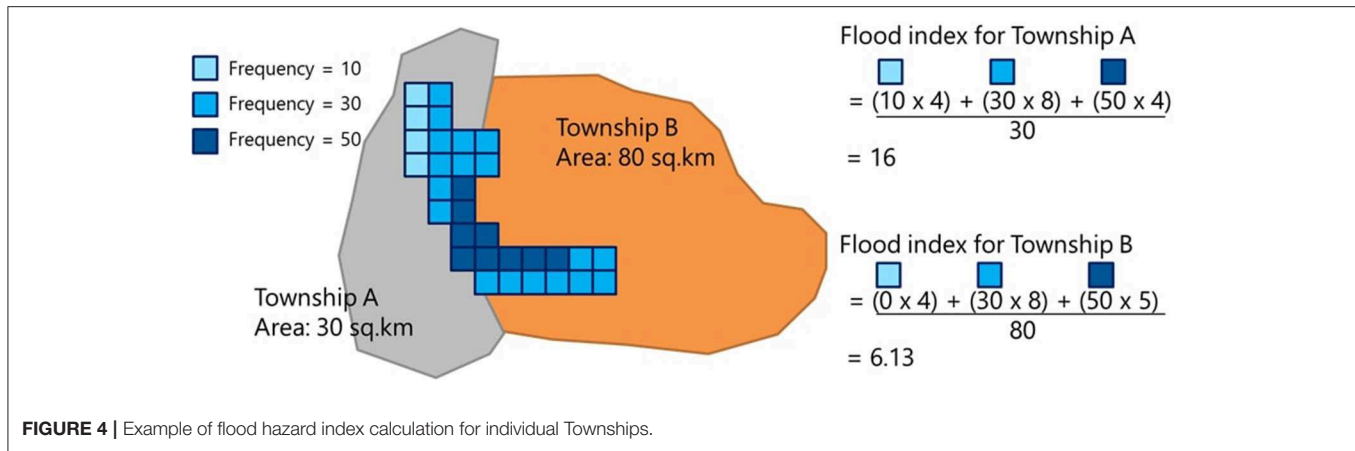 Frequency = 10
Frequency = 30
Frequency = 50
Township A
Area: 30 sq.km
Township B
Area: 80 sq.km
Flood index for Township A
= (10 x 4) + (30 x 8) + (50 x 4)
30
= 16
Flood index for Township B
= (0 x 4) + (30 x 8) + (50 x 5)
80
= 6.13
FIGURE 4 | Example of flood hazard index calculation for individual Townships.